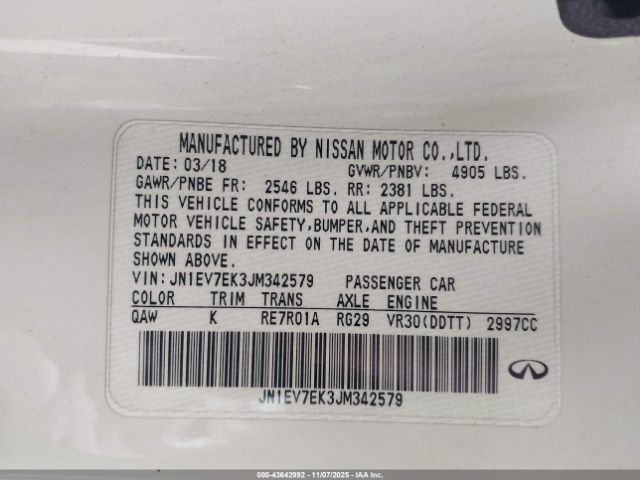 MANUFACTURED BY NISSAN MOTOR CO.,LTD.
DATE: 03/18 GVWR/PNBV: 4905 LBS.
GAWR/PNBE FR: 2546 LBS. RR: 2381 LBS.
THIS VEHICLE CONFORMS TO ALL APPLICABLE FEDERAL
MOTOR VEHICLE SAFETY,BUMPER,AND THEFT PREVENTION
STANDARDS IN EFFECT ON THE DATE OF MANUFACTURE
SHOWN ABOVE.
VIN:JN1EV7EK3JM342579 PASSENGER CAR
COLOR TRIM TRANS AXLE ENGINE
QAW K RE7R01A RG29 VR30(DDTT) 2997CC
JN1EV7EK3JM342579
000-43642992 - 11/07/2025 - IAAI.COM